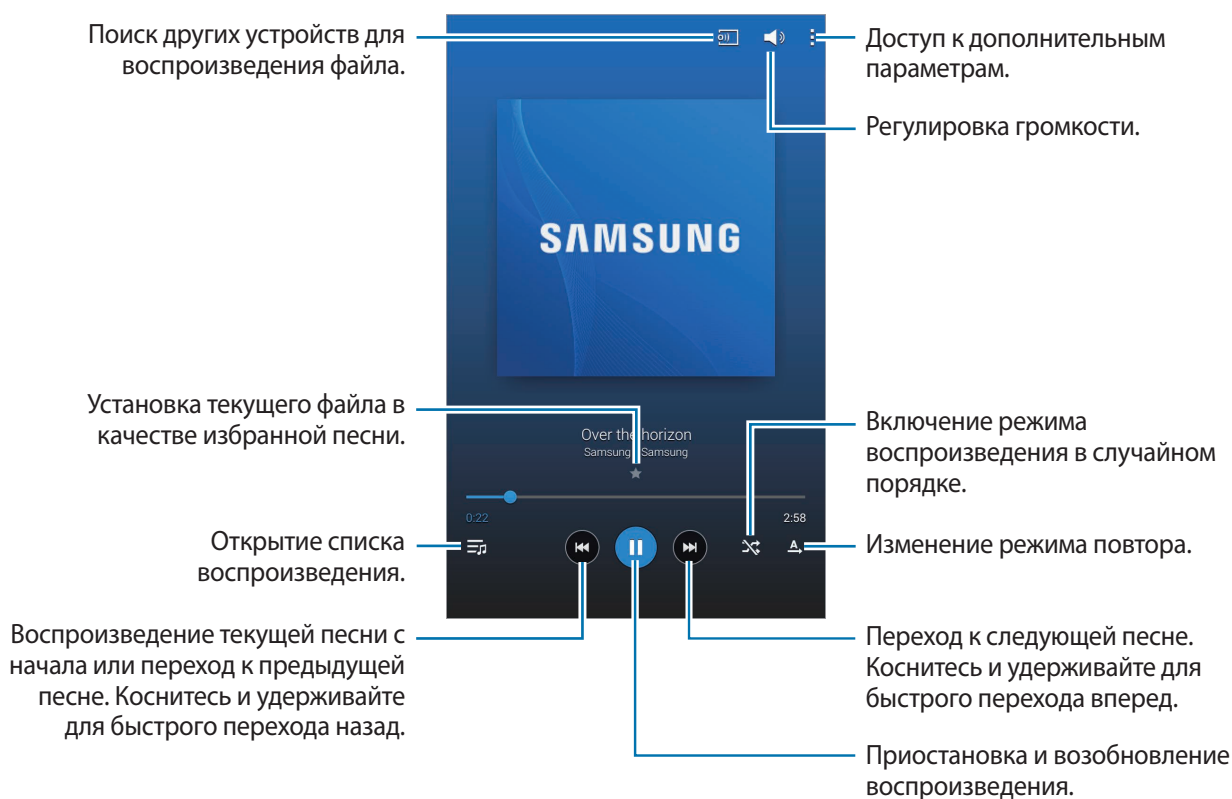 Поиск других устройств для
воспроизведения файла.
Доступ к дополнительным
параметрам.
Регулировка громкости.
SAMSUNG
Установка текущего файла в
качестве избранной песни.
Over the horizon
Samsung Samsung
Включение режима
воспроизведения в случайном
порядке.
0:22
2:58
Открытие списка
воспроизведения.
A
Изменение режима повтора.
Воспроизведение текущей песни с
начала или переход к предыдущей
песне. Коснитесь и удерживайте
для быстрого перехода назад.
Переход к следующей песне.
Коснитесь и удерживайте для
быстрого перехода вперед.
Приостановка и возобновление
воспроизведения.